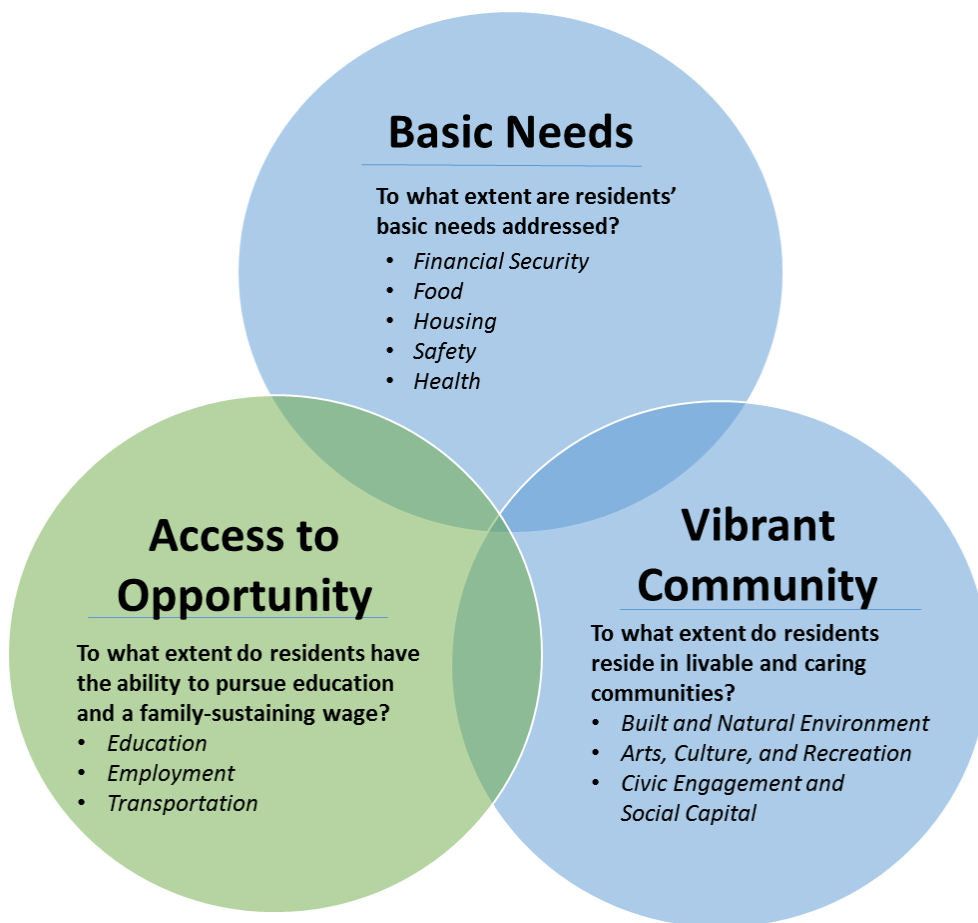 Basic Needs
To what extent are residents’
basic needs addressed?
• Financial Security
• Food
• Housing
• Safety
• Health
Access to
Opportunity
To what extent do residents have
the ability to pursue education
and a family-sustaining wage?
• Education
• Employment
• Transportation
Vibrant
Community
To what extent do residents
reside in livable and caring
communities?
• Built and Natural Environment
• Arts, Culture, and Recreation
• Civic Engagement and
Social Capital